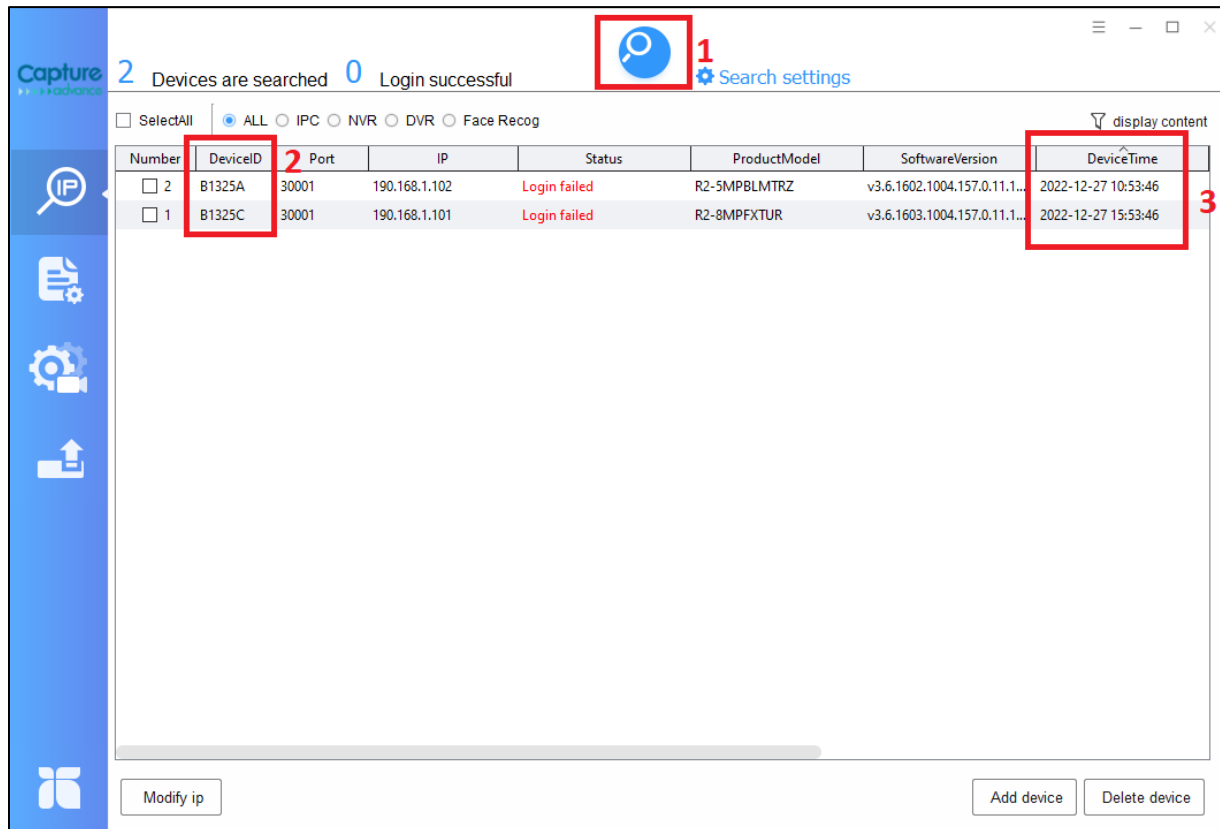 1
Capture
advance
2 Devices are searched 0 Login successful
Search settings
SelectAll ALL IPC NVR DVR Face Recog display content
Number DeviceID 2 Port IP Status ProductModel SoftwareVersion DeviceTime
2 B1325A 30001 190.168.1.102 Login failed R2-5MPBLMTRZ v3.6.1602.1004.157.0.11.1... 2022-12-27 10:53:46
3
1 B1325C 30001 190.168.1.101 Login failed R2-8MPFXTUR v3.6.1603.1004.157.0.11.1... 2022-12-27 15:53:46
IP
Modify ip Add device Delete device